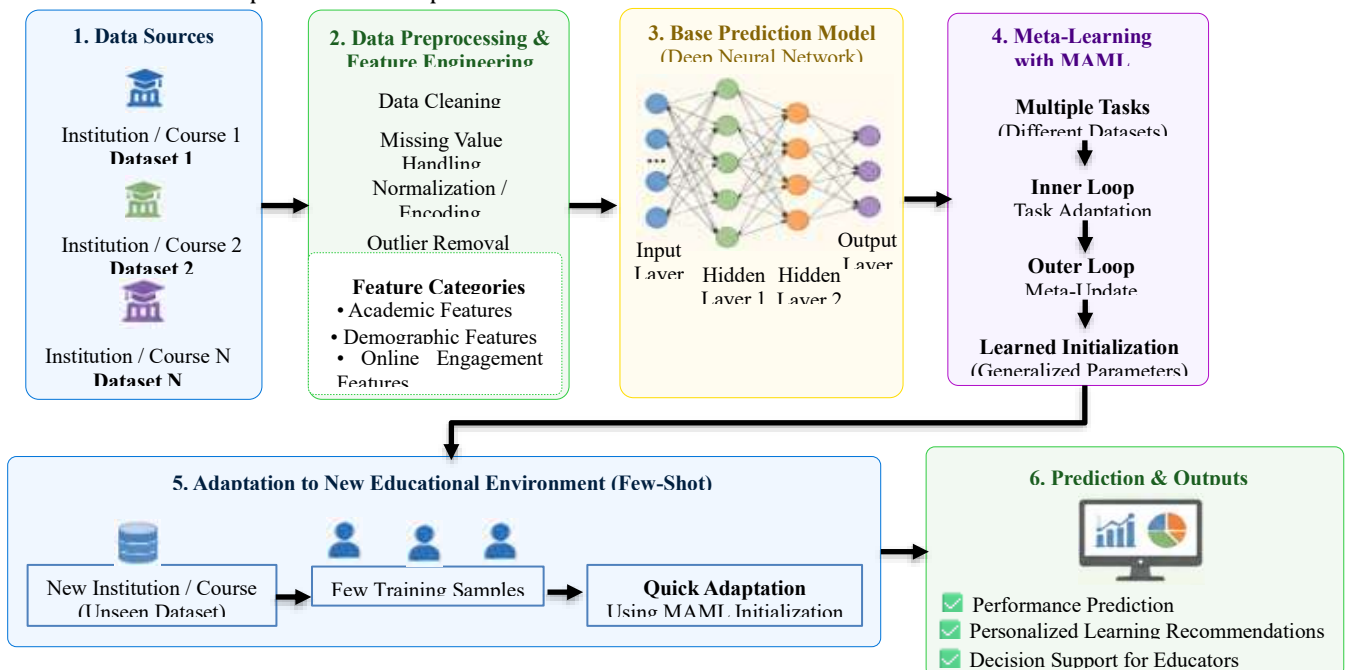 1. Data Sources
Institution / Course 1
Dataset 1
Institution / Course 2
Dataset 2
Institution / Course N
Dataset N
2. Data Preprocessing &
Feature Engineering
Data Cleaning
Missing Value
Handling
Normalization /
Encoding
Outlier Removal
Feature Categories
• Academic Features
• Demographic Features
• Online Engagement
Features
3. Base Prediction Model
(Deep Neural Network)
...
Input
Layer
Hidden
Layer 1
Hidden
Layer 2
Output
Layer
4. Meta-Learning
with MAML
Multiple Tasks
(Different Datasets)
Inner Loop
Task Adaptation
Outer Loop
Meta-Update
Learned Initialization
(Generalized Parameters)
5. Adaptation to New Educational Environment (Few-Shot)
New Institution / Course
(Unseen Dataset)
Few Training Samples
Quick Adaptation
Using MAML Initialization
6. Prediction & Outputs
Performance Prediction
Personalized Learning Recommendations
Decision Support for Educators